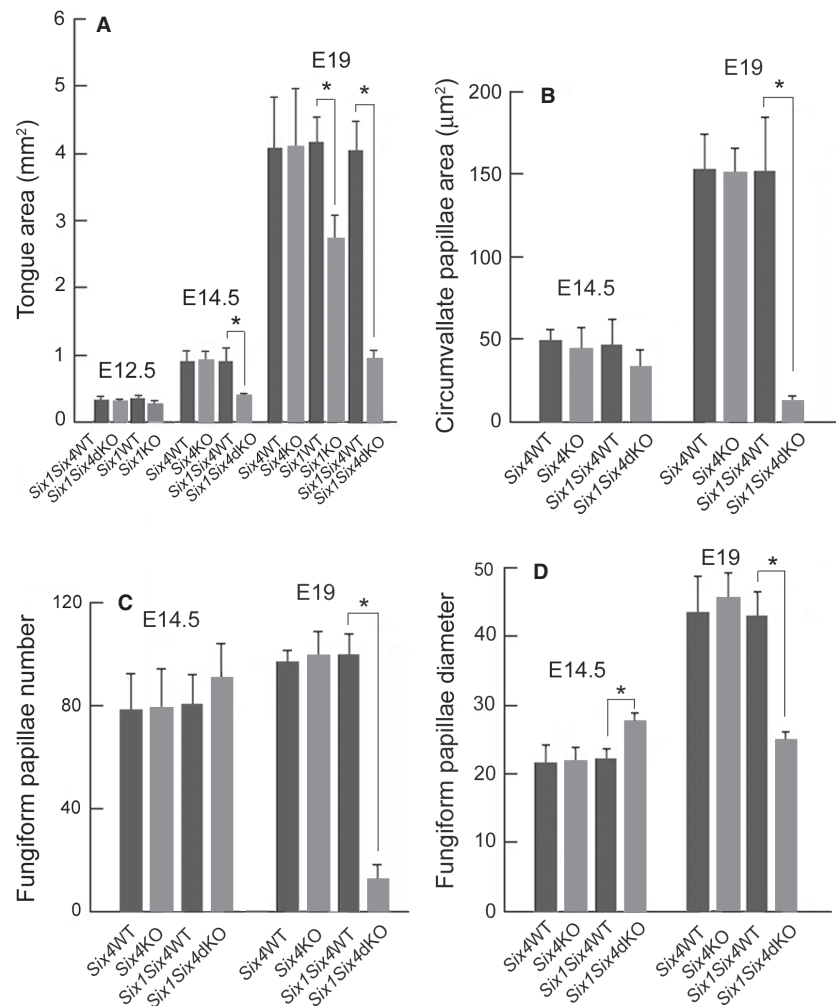 A
Tongue area (mm²)
6
5
4
3
2
1
0
E12.5
E14.5
E19
*
*
*
Six1Six4WT
Six1Six4dKO
Six1WT
Six1KO
Six4WT
Six4KO
Six1Six4WT
Six1Six4dKO
Six4WT
Six4KO
Six1WT
Six1KO
Six1Six4WT
Six1Six4dKO
B
Circumvallate papillae area (μm²)
200
150
100
50
0
E14.5
E19
*
Six4WT
Six4KO
Six1Six4WT
Six1Six4dKO
Six4WT
Six4KO
Six1Six4WT
Six1Six4dKO
C
Fungiform papillae number
120
80
40
0
E14.5
E19
*
Six4WT
Six4KO
Six1Six4WT
Six1Six4dKO
Six4WT
Six4KO
Six1Six4WT
Six1Six4dKO
D
Fungiform papillae diameter
50
40
30
20
10
0
E14.5
E19
*
*
Six4WT
Six4KO
Six1Six4WT
Six1Six4dKO
Six4WT
Six4KO
Six1Six4WT
Six1Six4dKO